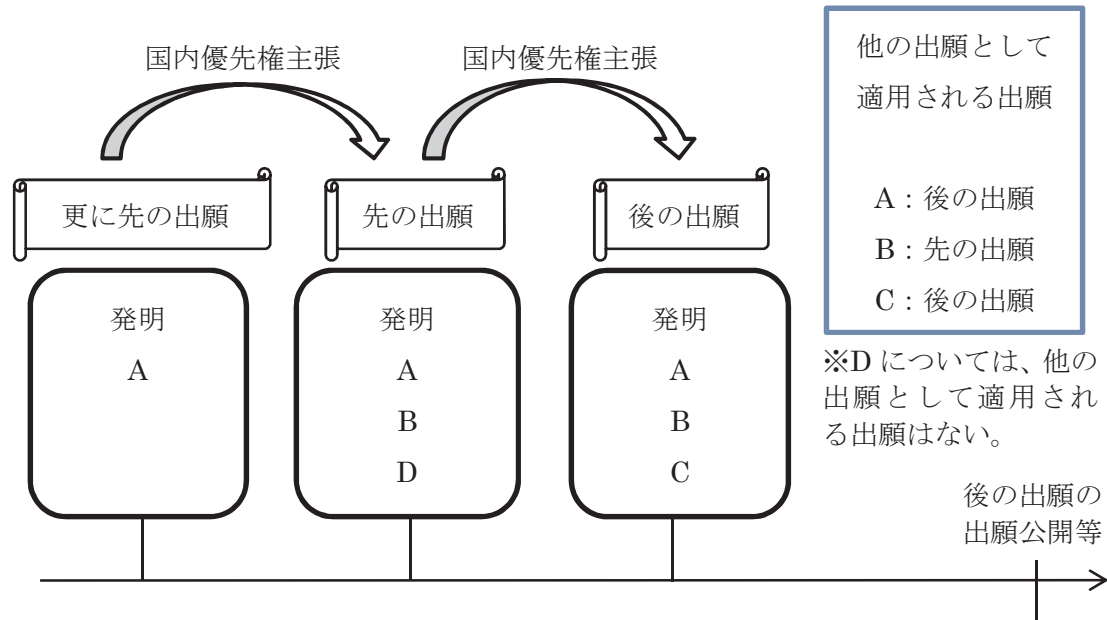 国内優先権主張
国内優先権主張
更に先の出願
先の出願
後の出願
発明
A
発明
A
B
D
発明
A
B
C
他の出願として
適用される出願
A：後の出願
B：先の出願
C：後の出願
※D については、他の
出願として適用され
る出願はない。
後の出願の
出願公開等